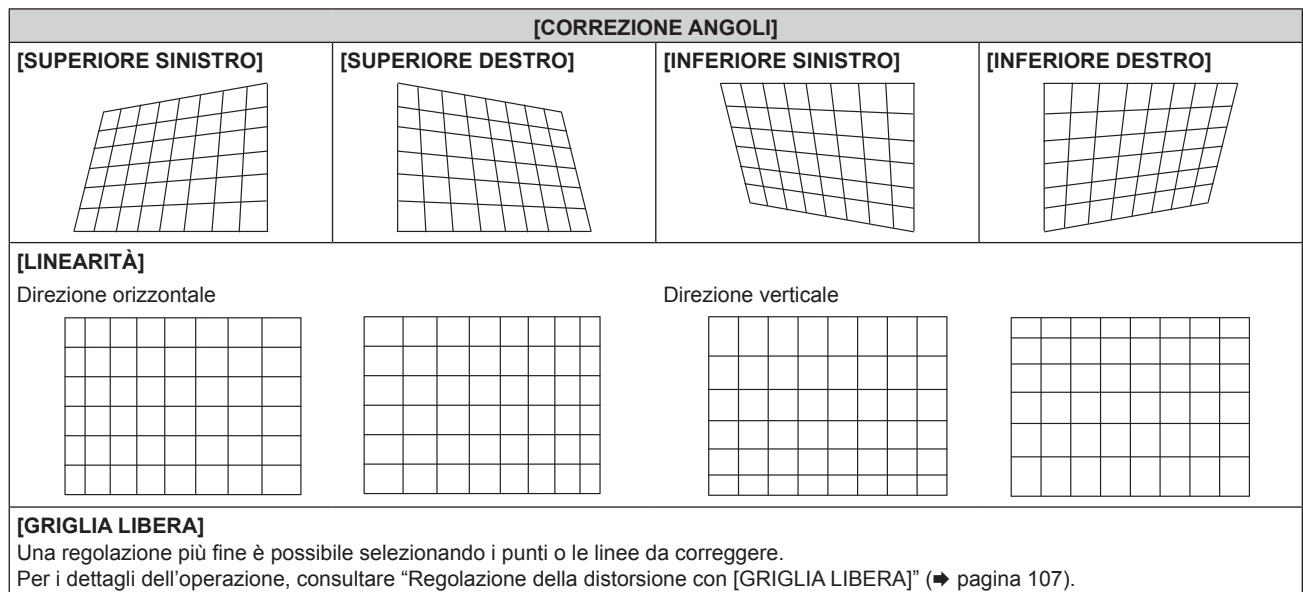 [CORREZIONE ANGOLI]
[SUPERIORE SINISTRO]
[SUPERIORE DESTRO]
[INFERIORE SINISTRO]
[INFERIORE DESTRO]
[LINEARITÀ]
Direzione orizzontale
Direzione verticale
[GRIGLIA LIBERA]
Una regolazione più fine è possibile selezionando i punti o le linee da correggere.
Per i dettagli dell’operazione, consultare “Regolazione della distorsione con [GRIGLIA LIBERA]” (➡ pagina 107).